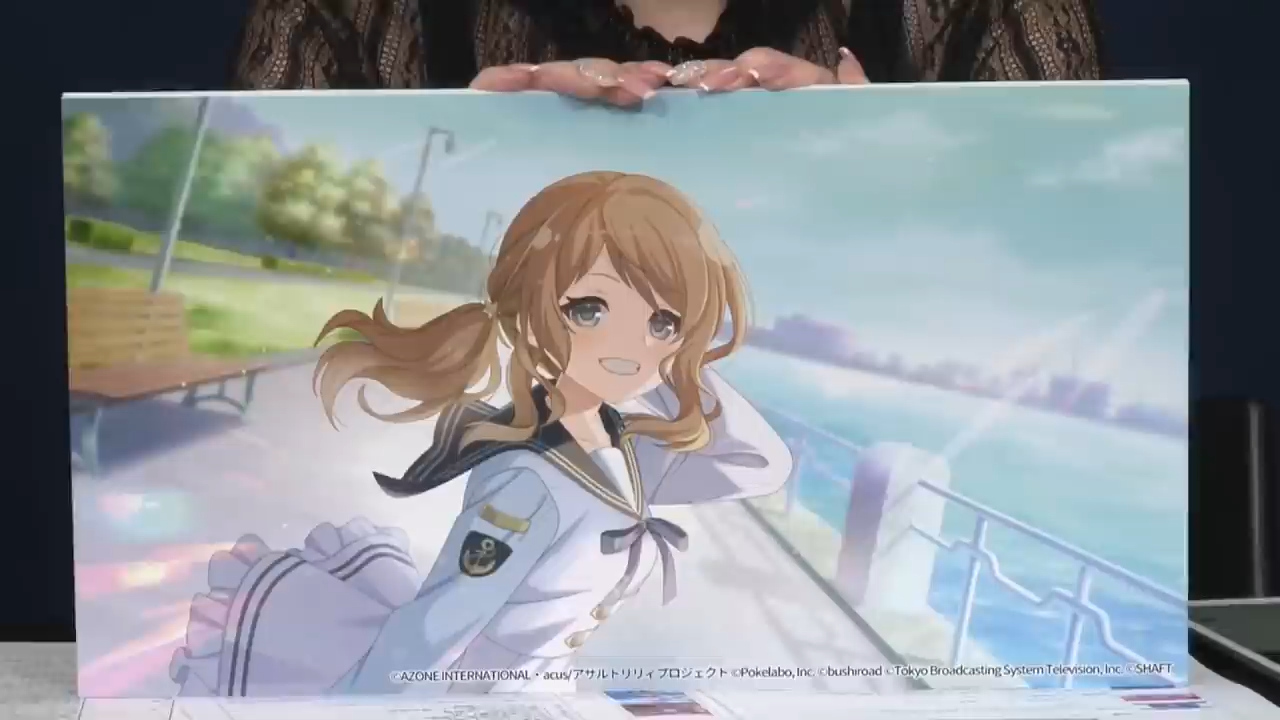 ©AZONE INTERNATIONAL・acus/アサルトリリィプロジェクト ©Pokelabo, Inc. ©bushiroad ©Tokyo Broadcasting System Television, Inc. ©SHAFT